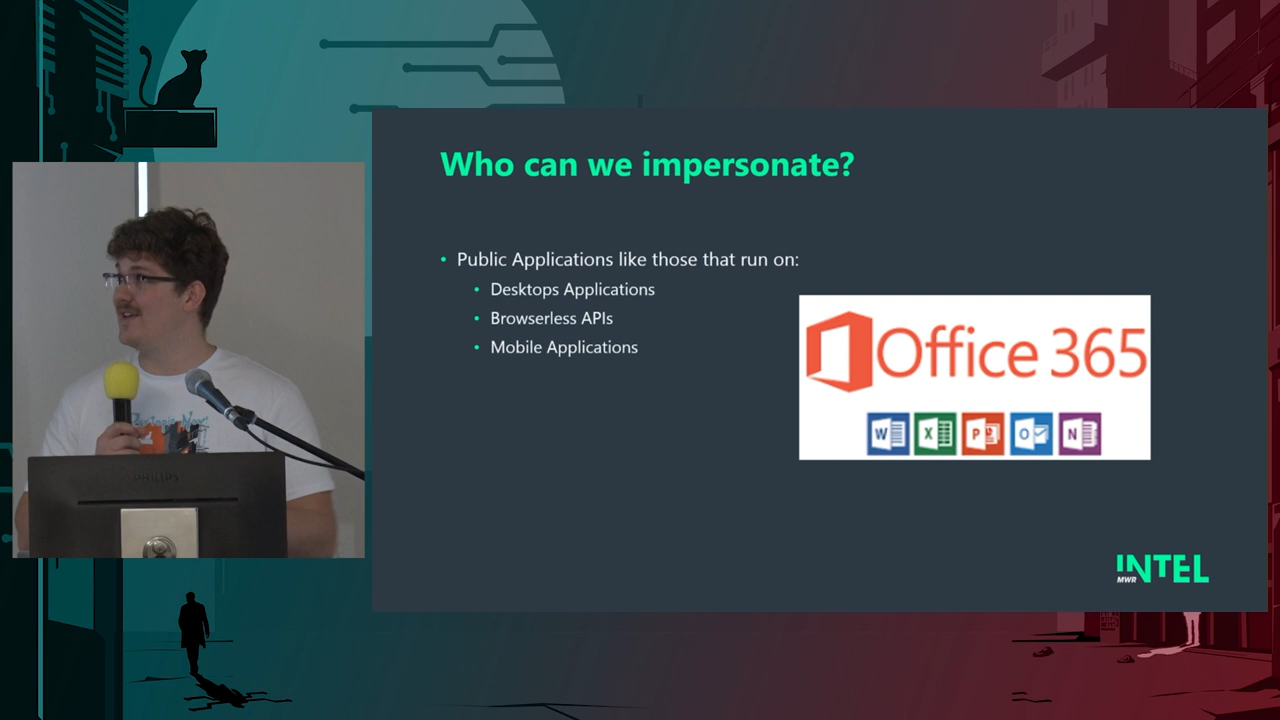 Who can we impersonate?
• Public Applications like those that run on:
• Desktops Applications
• Browserless APIs
• Mobile Applications
Office 365
W X P O N
INTEL
MWR
PHILIPS